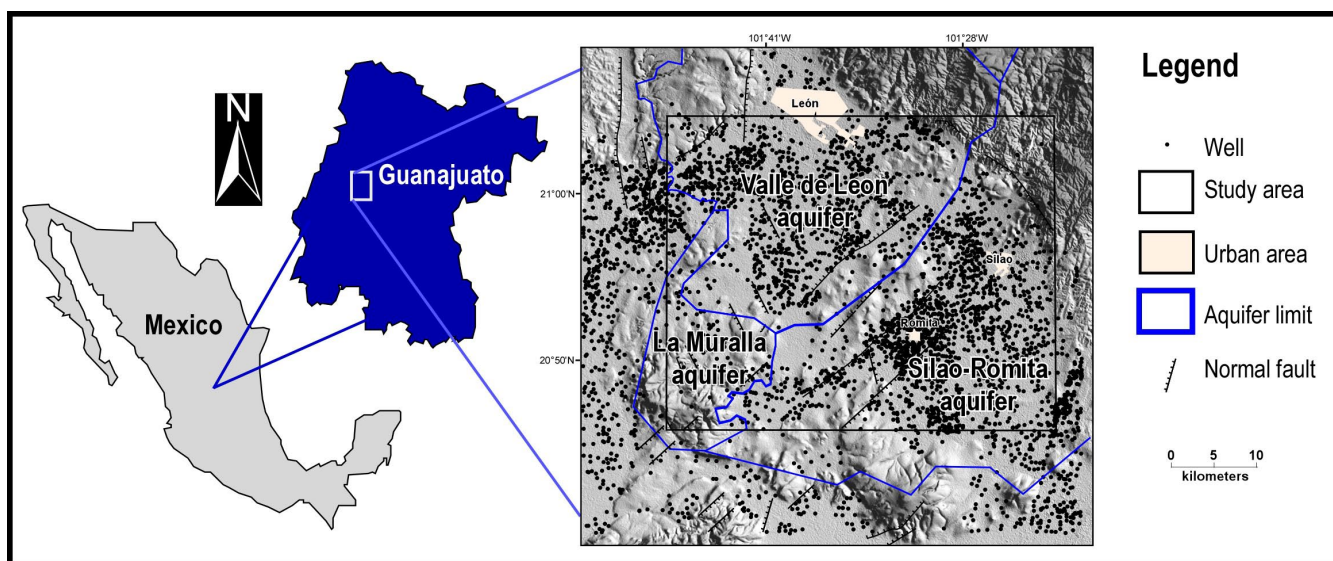 N
Guanajuato
Mexico
101°41'W
101°28'W
21°00'N
20°50'N
León
Valle de Leon
aquifer
Silao
Romita
La Muralla
aquifer
Silao-Romita
aquifer
Legend
Well
Study area
Urban area
Aquifer limit
Normal fault
0 5 10
kilometers